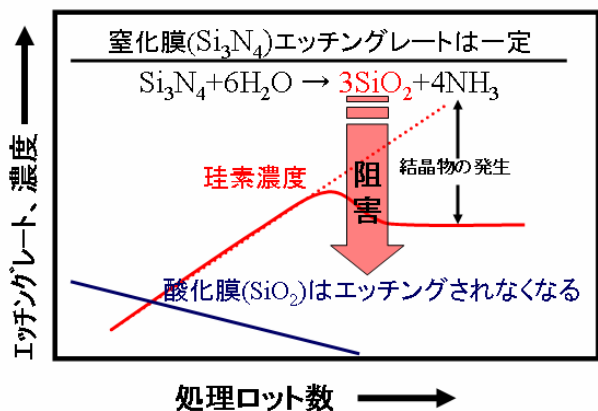 窒化膜(Si₃N₄)エッチングレートは一定
Si₃N₄+6H₂O → 3SiO₂+4NH₃
珪素濃度
阻害
結晶物の発生
酸化膜(SiO₂)はエッチングされなくなる
エッチングレート、濃度
処理ロット数